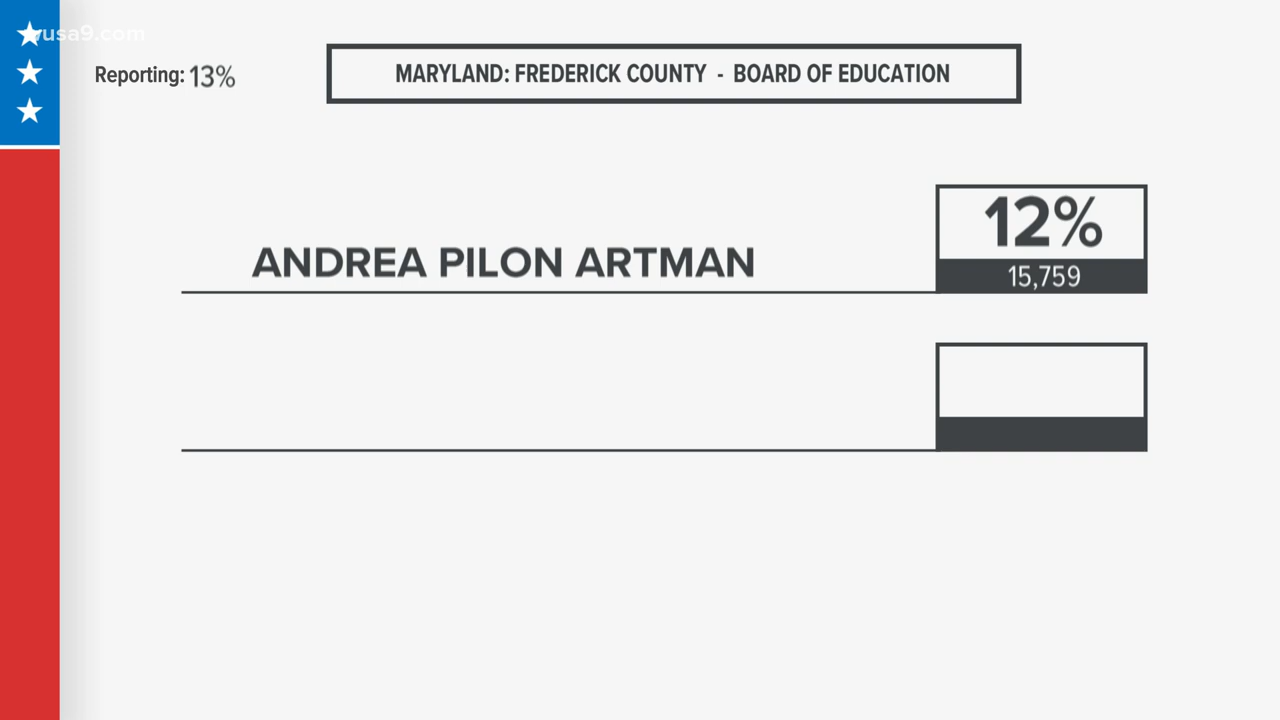 wusa9.com
Reporting: 13%
MARYLAND: FREDERICK COUNTY - BOARD OF EDUCATION
12%
ANDREA PILON ARTMAN
15,759